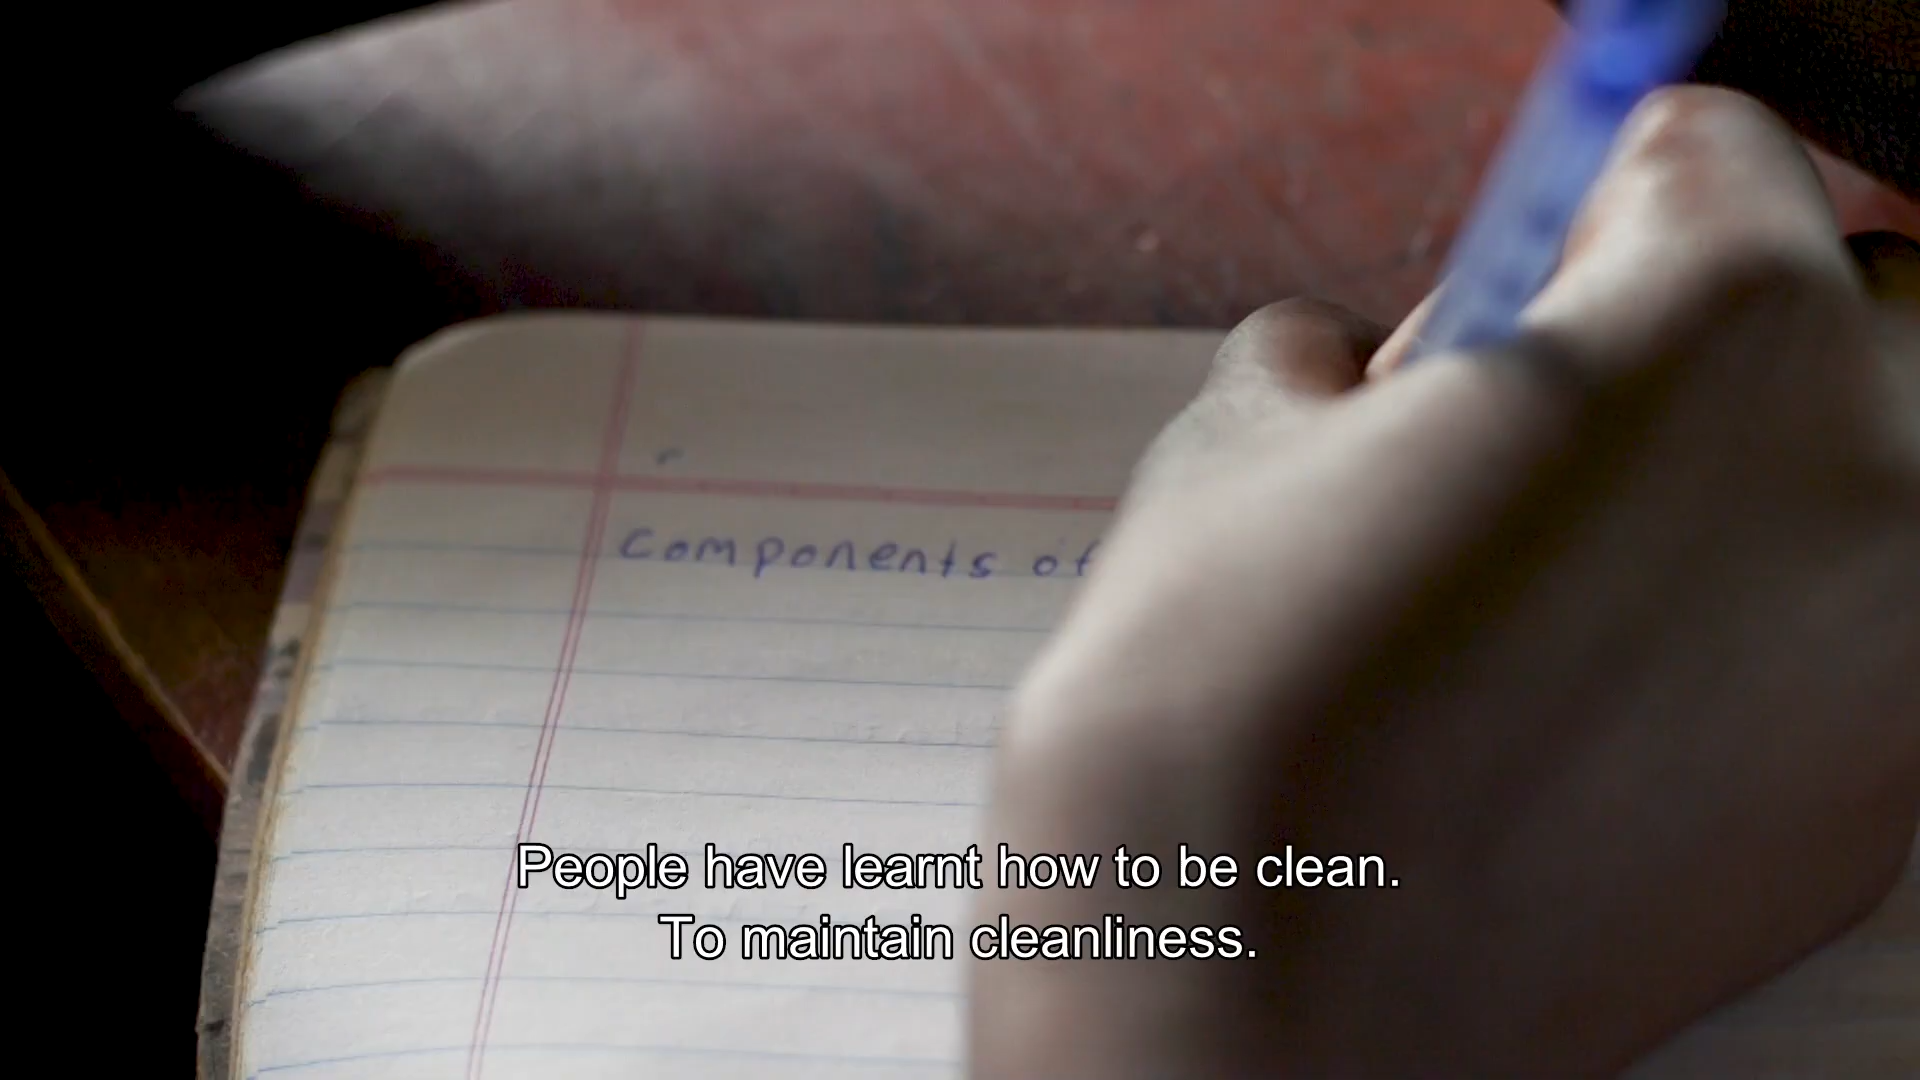 Components of
People have learnt how to be clean.
To maintain cleanliness.